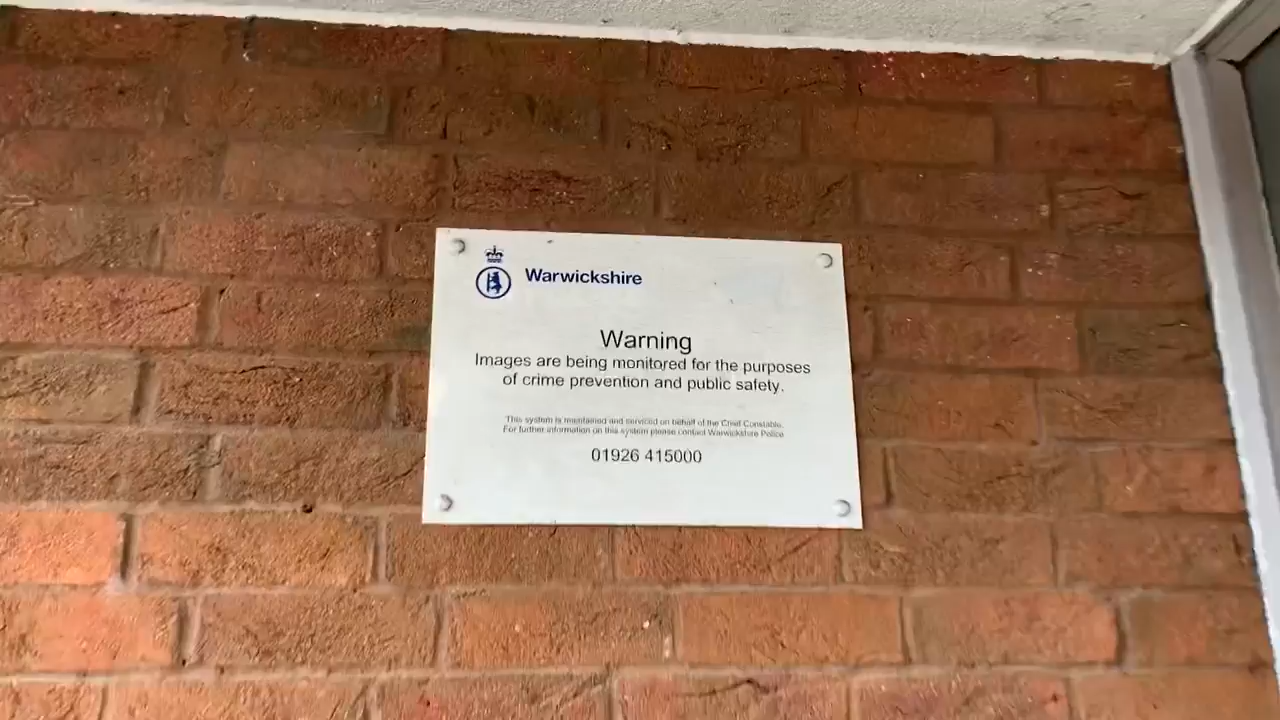 Warwickshire
Warning
Images are being monitored for the purposes
of crime prevention and public safety.
This system is maintained and serviced on behalf of the Chief Constable.
For further information on this system please contact Warwickshire Police
01926 415000